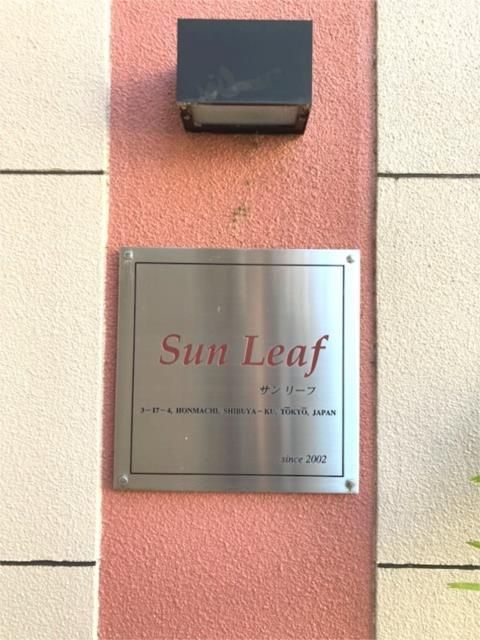 Sun Leaf
サン リーフ
3-17-4, HONMACHI, SHIBUYA-KU, TŌKYŌ, JAPAN
since 2002